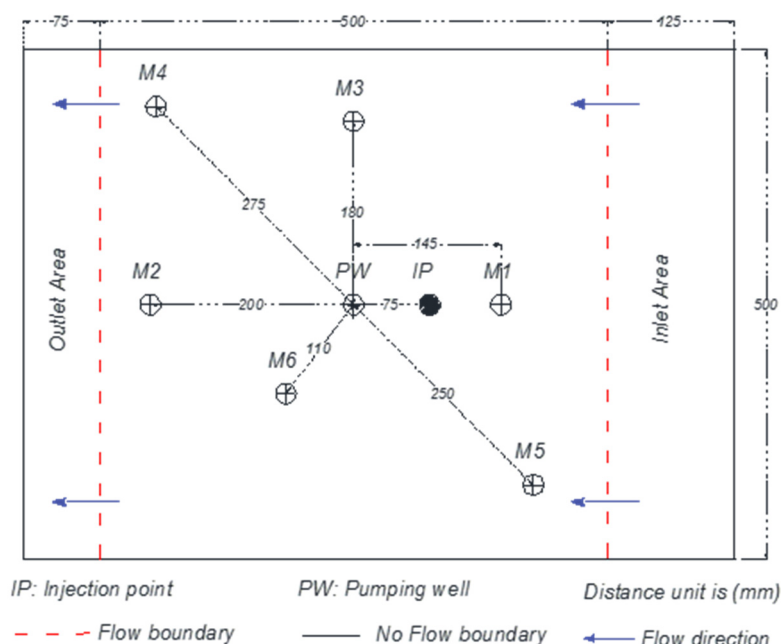 75 500 125
M4
M3
275
180
145
M2 PW IP M1
Outlet Area
Inlet Area
200 75 500
110
M6
250
M5
IP: Injection point PW: Pumping well Distance unit is (mm)
Flow boundary No Flow boundary Flow direction